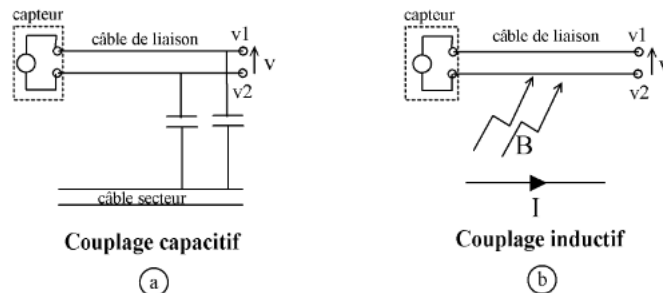 capteur
câble de liaison
v1
v
v2
câble secteur
Couplage capacitif
a
capteur
câble de liaison
v1
v
v2
B
I
Couplage inductif
b